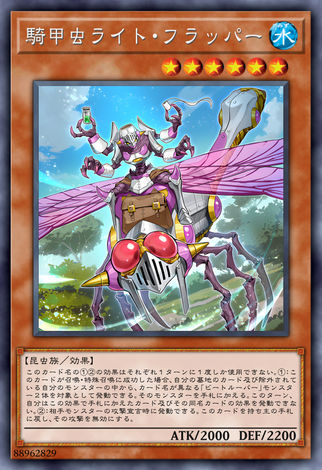 騎甲虫ライト・フラッパー
水
【昆虫族／効果】
このカード名の①②の効果はそれぞれ１ターンに１度しか使用できない。①：こ
のカードが召喚・特殊召喚に成功した場合、自分の墓地のカード及び除外されて
いる自分のモンスターの中から、カード名が異なる「ビートルーパー」モンスター
２体を対象として発動できる。そのモンスターを手札に加える。このターン、
自分はこの効果で手札に加えたカード及びその同名カードの効果を発動できな
い。②：相手モンスターの攻撃宣言時に発動できる。このカードを持ち主の手札
に戻し、その攻撃を無効にする。
ATK/2000 DEF/2200
88962829